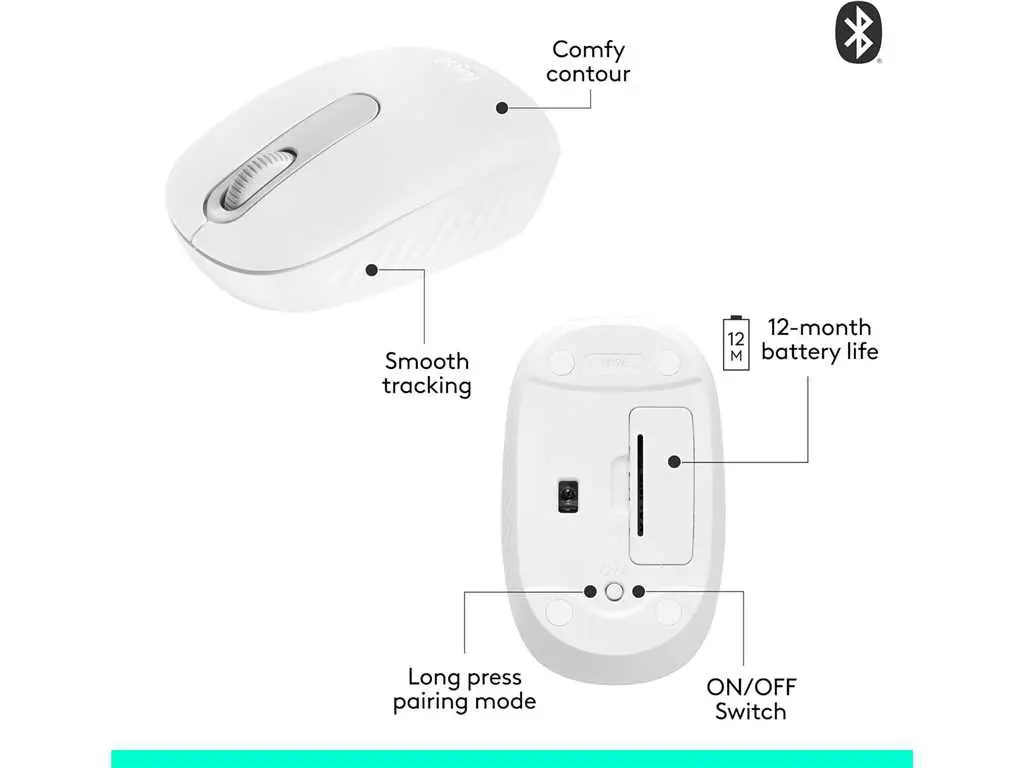 Comfy
contour
Smooth
tracking
12
M
12-month
battery life
Long press
pairing mode
ON/OFF
Switch